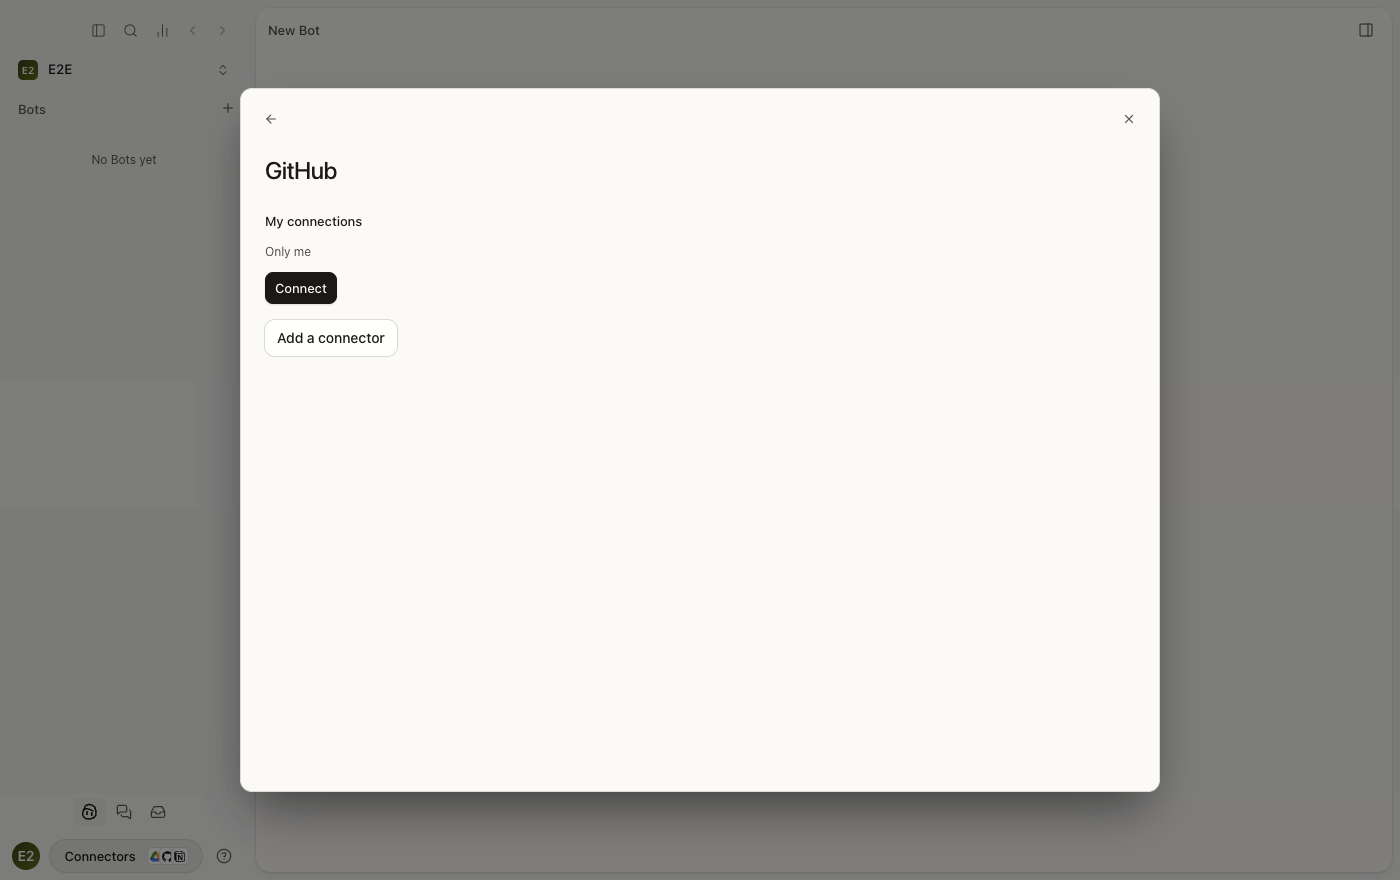 New Bot
E2 E2E
Bots
No Bots yet
GitHub
My connections
Only me
Connect
Add a connector
E2 Connectors